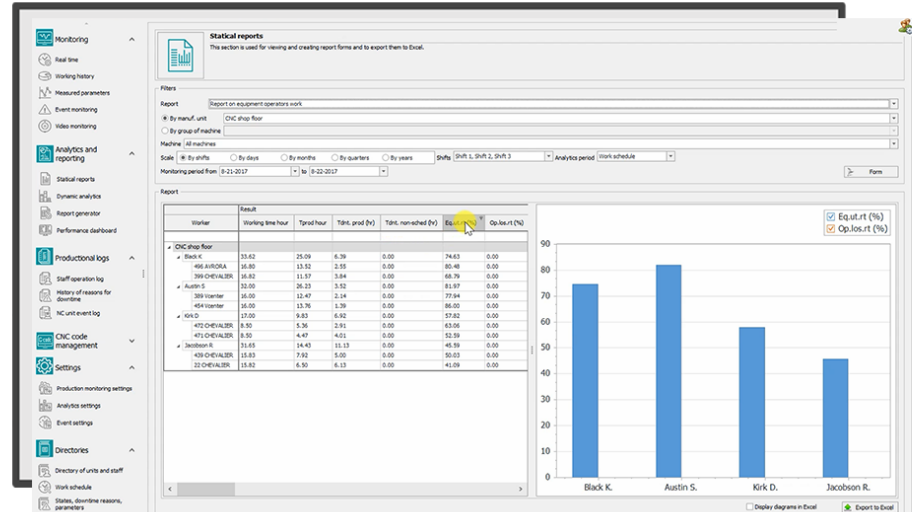 Monitoring
Real time
Working history
Measured parameters
Event monitoring
Video monitoring
Analytics and
reporting
Statical reports
Dynamic analytics
Report generator
Performance dashboard
Productional logs
Staff operation log
History of reasons for
downtime
NC unit event log
CNC code
management
Settings
Production monitoring settings
Analytics settings
Event settings
Directories
Directory of units and staff
Work schedule
States, downtime reasons,
parameters
Statical reports
This section is used for viewing and creating report forms and to export them to Excel.
Filters
Report Report on equipment operators work
By manuf. unit CNC shop floor
By group of machine
Machine All machines
Scale By shifts By days By months By quarters By years Shifts Shift 1, Shift 2, Shift 3 Analytics period Work schedule
Monitoring period from 8-21-2017 to 8-22-2017 Form
Report
Result
Worker Working time hour Tprod hour Tdnt. prod (hr) Tdnt. non-sched (hr) Eq.ut.rt (%) Op.los.rt (%)
CNC shop floor
Black K 33.62 25.09 6.39 0.00 74.63 0.00
496 AVRORA 16.80 13.52 2.55 0.00 80.48 0.00
399 CHEVALIER 16.82 11.57 3.84 0.00 68.79 0.00
Austin S 32.00 26.23 3.52 0.00 81.97 0.00
389 Vcenter 16.00 12.47 2.14 0.00 77.94 0.00
454 Vcenter 16.00 13.76 1.39 0.00 86.00 0.00
Kirk D 17.00 9.83 6.92 0.00 57.82 0.00
472 CHEVALIER 8.50 5.36 2.91 0.00 63.06 0.00
471 CHEVALIER 8.50 4.47 4.01 0.00 52.59 0.00
Jacobson R 31.65 14.43 11.13 0.00 45.59 0.00
439 CHEVALIER 15.83 7.92 5.00 0.00 50.03 0.00
22 CHEVALIER 15.82 6.50 6.13 0.00 41.09 0.00
Eq.ut.rt (%)
Op.los.rt (%)
90
80
70
60
50
40
30
20
10
0
Black K. Austin S. Kirk D. Jacobson R.
Display diagrams in Excel Export to Excel